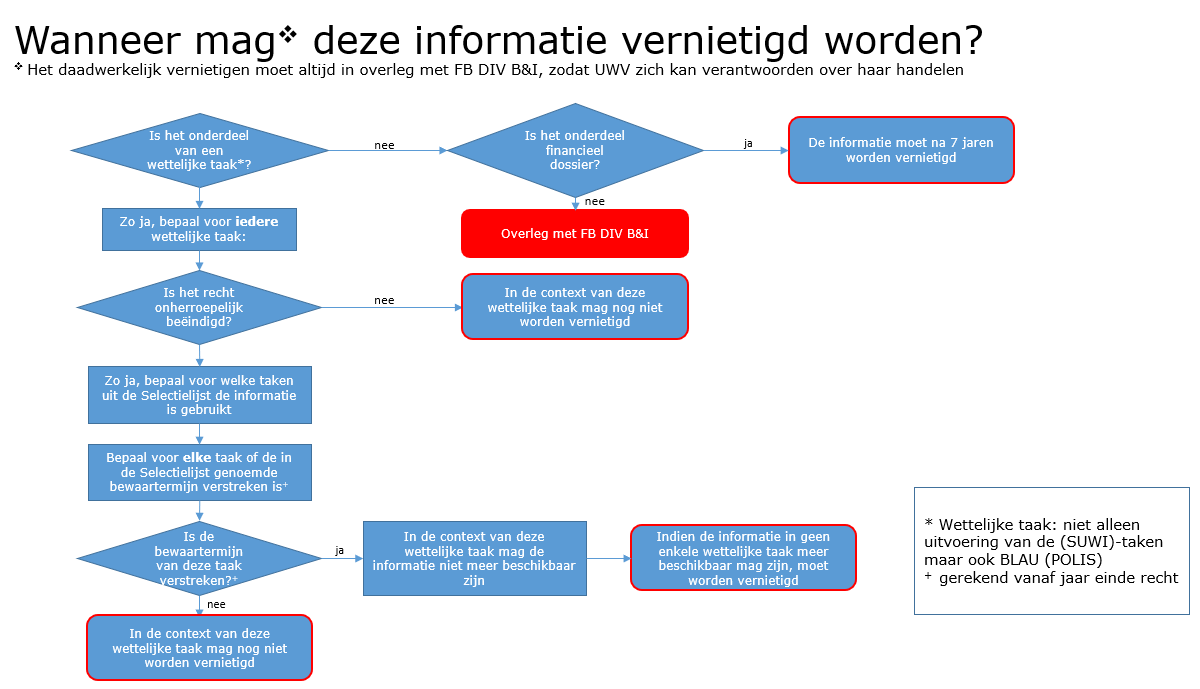 Wanneer mag❖ deze informatie vernietigd worden?
❖ Het daadwerkelijk vernietigen moet altijd in overleg met FB DIV B&I, zodat UWV zich kan verantwoorden over haar handelen
Is het onderdeel
van een
wettelijke taak*?
nee
Is het onderdeel
financieel
dossier?
ja
De informatie moet na 7 jaren
worden vernietigd
nee
Overleg met FB DIV B&I
Zo ja, bepaal voor iedere
wettelijke taak:
Is het recht
onherroepelijk
beëindigd?
nee
In de context van deze
wettelijke taak mag nog niet
worden vernietigd
Zo ja, bepaal voor welke taken
uit de Selectielijst de informatie
is gebruikt
Bepaal voor elke taak of de in
de Selectielijst genoemde
bewaartermijn verstreken is⁺
Is de
bewaartermijn
van deze taak
verstreken?⁺
ja
In de context van deze
wettelijke taak mag de
informatie niet meer beschikbaar
zijn
Indien de informatie in geen
enkele wettelijke taak meer
beschikbaar mag zijn, moet
worden vernietigd
nee
In de context van deze
wettelijke taak mag nog niet
worden vernietigd
* Wettelijke taak: niet alleen
uitvoering van de (SUWI)-taken
maar ook BLAU (POLIS)
⁺ gerekend vanaf jaar einde recht